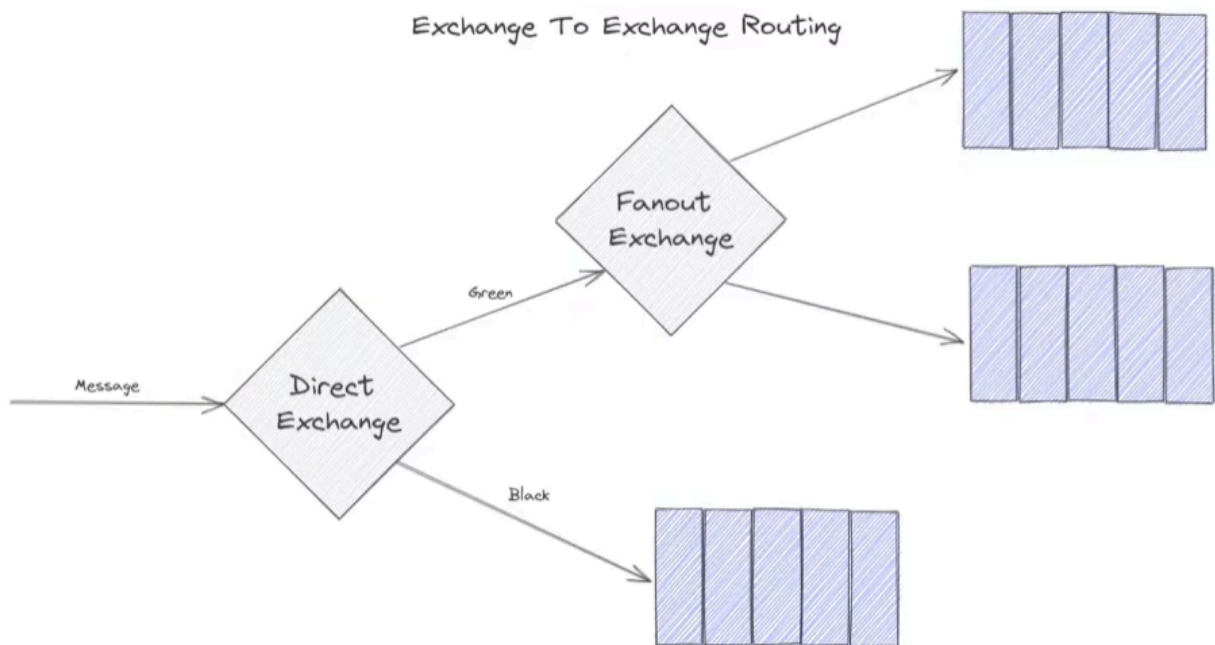 Exchange To Exchange Routing
Fanout
Exchange
Green
Message
Direct
Exchange
Black